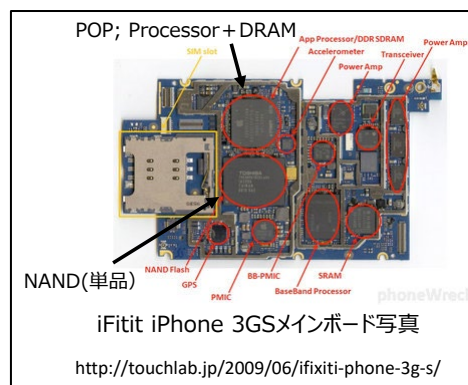 POP; Processor+DRAM
App Processor/DDR SDRAM
Accelerometer
Power Amp
Transceiver
Power Amp
SIM slot
TOSHIBA
NAND(単品)
NAND Flash
GPS
PMIC
BB-PMIC
BaseBand Processor
SRAM
phoneWrec
iFitit iPhone 3GSメインボード写真
http://touchlab.jp/2009/06/ifixiti-phone-3g-s/